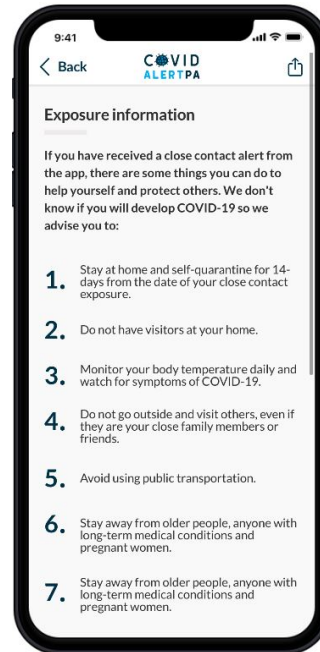 9:41
Back
COVID
ALERTPA
Exposure information
If you have received a close contact alert from
the app, there are some things you can do to
help yourself and protect others. We don't
know if you will develop COVID-19 so we
advise you to:
1. Stay at home and self-quarantine for 14-
days from the date of your close contact
exposure.
2. Do not have visitors at your home.
3. Monitor your body temperature daily and
watch for symptoms of COVID-19.
4. Do not go outside and visit others, even if
they are your close family members or
friends.
5. Avoid using public transportation.
6. Stay away from older people, anyone with
long-term medical conditions and
pregnant women.
7. Stay away from older people, anyone with
long-term medical conditions and
pregnant women.